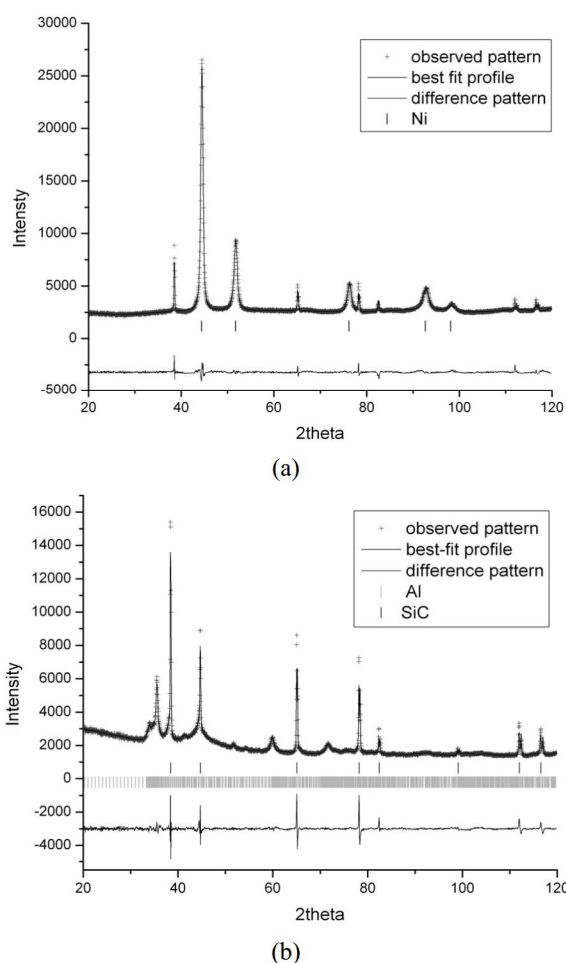 30000
25000
20000
15000
10000
5000
0
-5000
Intensty
observed pattern
best fit profile
difference pattern
Ni
20 40 60 80 100 120
2theta
(a)
16000
14000
12000
10000
8000
6000
4000
2000
0
-2000
-4000
Intensity
observed pattern
best-fit profile
difference pattern
Al
SiC
20 40 60 80 100 120
2theta
(b)